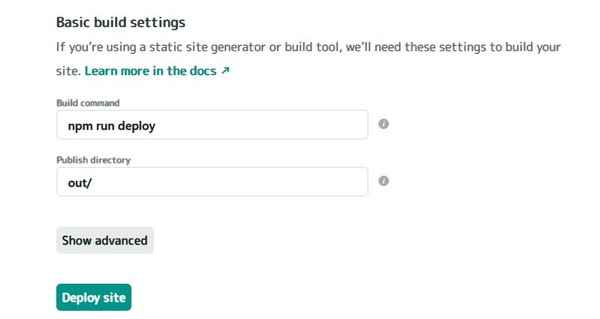 Basic build settings
If you’re using a static site generator or build tool, we’ll need these settings to build your
site. Learn more in the docs ↗
Build command
npm run deploy
Publish directory
out/
Show advanced
Deploy site